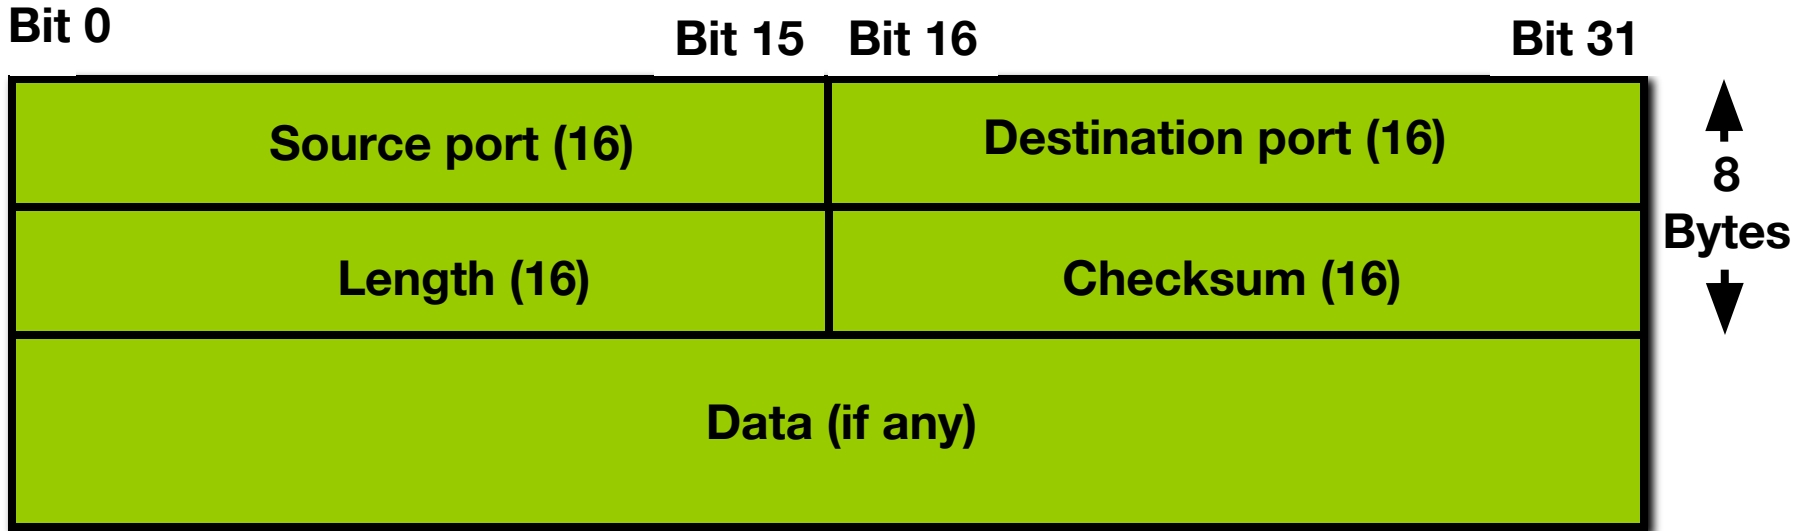 Bit 0
Bit 15
Bit 16
Bit 31
Source port (16)
Destination port (16)
8
Bytes
Length (16)
Checksum (16)
Data (if any)